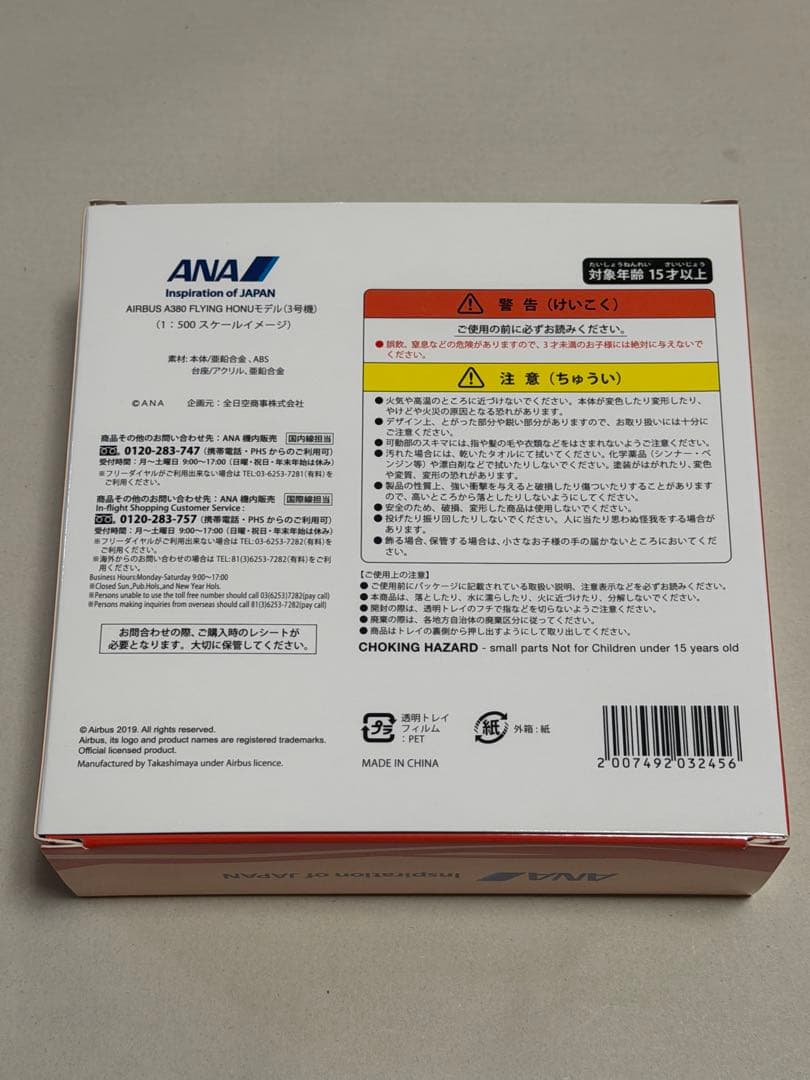 ANA
Inspiration of JAPAN
AIRBUS A380 FLYING HONUモデル(3号機)
(1:500 スケールイメージ)
素材: 本体/亜鉛合金、ABS
台座/アクリル、亜鉛合金
©ANA 企画元:全日空商事株式会社
商品その他のお問い合わせ先:ANA 機内販売 国内線担当
0120-283-747 (携帯電話・PHS からのご利用可)
受付時間:月〜土曜日 9:00〜17:00(日曜・祝日・年末年始は休み)
※フリーダイヤルがご利用出来ない場合は TEL:03-6253-7281(有料)を
ご利用ください。
商品その他のお問い合わせ先:ANA 機内販売 国際線担当
In-flight Shopping Customer Service :
0120-283-757 (携帯電話・PHS からのご利用可)
受付時間:月〜土曜日 9:00〜17:00 (日曜・祝日・年末年始は休み)
※フリーダイヤルがご利用出来ない場合は TEL:03-6253-7282(有料)を
ご利用ください。
※海外からのお問い合わせの場合は TEL:81(3)6253-7282(有料)をご利
用ください。
Business Hours:Monday-Saturday 9:00〜17:00
※Closed Sun.,Pub.Hols.,and New Year Hols.
※Persons unable to use the toll free number should call 03(6253)7282(pay call)
※Persons making inquiries from overseas should call 81(3)6253-7282(pay call)
お問合わせの際、ご購入時のレシートが
必要となります。大切に保管してください。
© Airbus 2019. All rights reserved.
Airbus, its logo and product names are registered trademarks.
Official licensed product.
Manufactured by Takashimaya under Airbus licence.
たいしょうねんれい さいいじょう
対象年齢 15才以上
警告(けいこく)
ご使用の前に必ずお読みください。
●誤飲、窒息などの危険がありますので、3才未満のお子様には絶対に与えないで
ください。
注意(ちゅうい)
●火気や高温のところに近づけないでください。本体が変色したり変形したり、
やけどや火災の原因となる恐れがあります。
●デザイン上、とがった部分や鋭い部分がありますので、お取り扱いには十分に
ご注意ください。
●可動部のスキマには、指や髪の毛や衣類などをはさまれないようご注意ください。
●汚れた場合には、乾いたタオルにて拭いてください。化学薬品(シンナー・ベ
ンジン等)や漂白剤などで拭いたりしないでください。塗装がはがれたり、変色
や変質、変形の恐れがあります。
●製品の性質上、強い衝撃を与えると破損したり傷ついたりすることがあります
ので、高いところから落としたりしないようにしてください。
●安全のため、破損、変形した商品は使用しないでください。
●投げたり振り回したりしないでください。人に当たり思わぬ怪我をする場合が
あります。
●飾る場合、保管する場合は、小さなお子様の手の届かないところにおいてくだ
さい。
【ご使用上の注意】
●ご使用前にパッケージに記載されている取扱い説明、注意表示などを必ずお読みください。
●本商品は、落としたり、水に濡らしたり、火に近づけたり、分解しないでください。
●開封の際は、透明トレイのフチで指などを切らないようご注意ください。
●廃棄の際は、各地方自治体の廃棄区分に従ってください。
●商品はトレイの裏側から押し出すようにして取り出してください。
CHOKING HAZARD - small parts Not for Children under 15 years old
プラ
透明トレイ
フィルム
:PET
紙
外箱:紙
MADE IN CHINA
2007492032456
ANA Inspiration of JAPAN